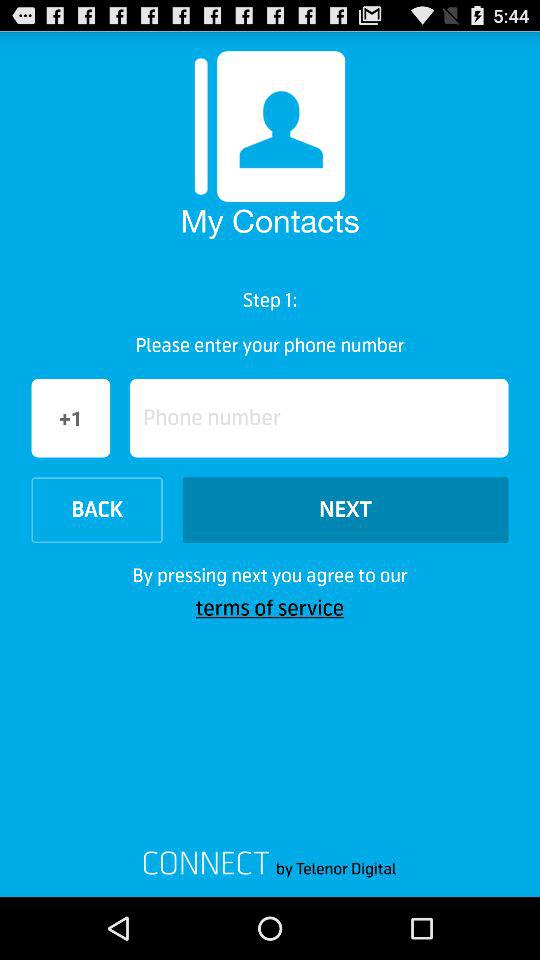 5:44
My Contacts
Step 1:
Please enter your phone number
+1 Phone number
BACK NEXT
By pressing next you agree to our
terms of service
CONNECT by Telenor Digital